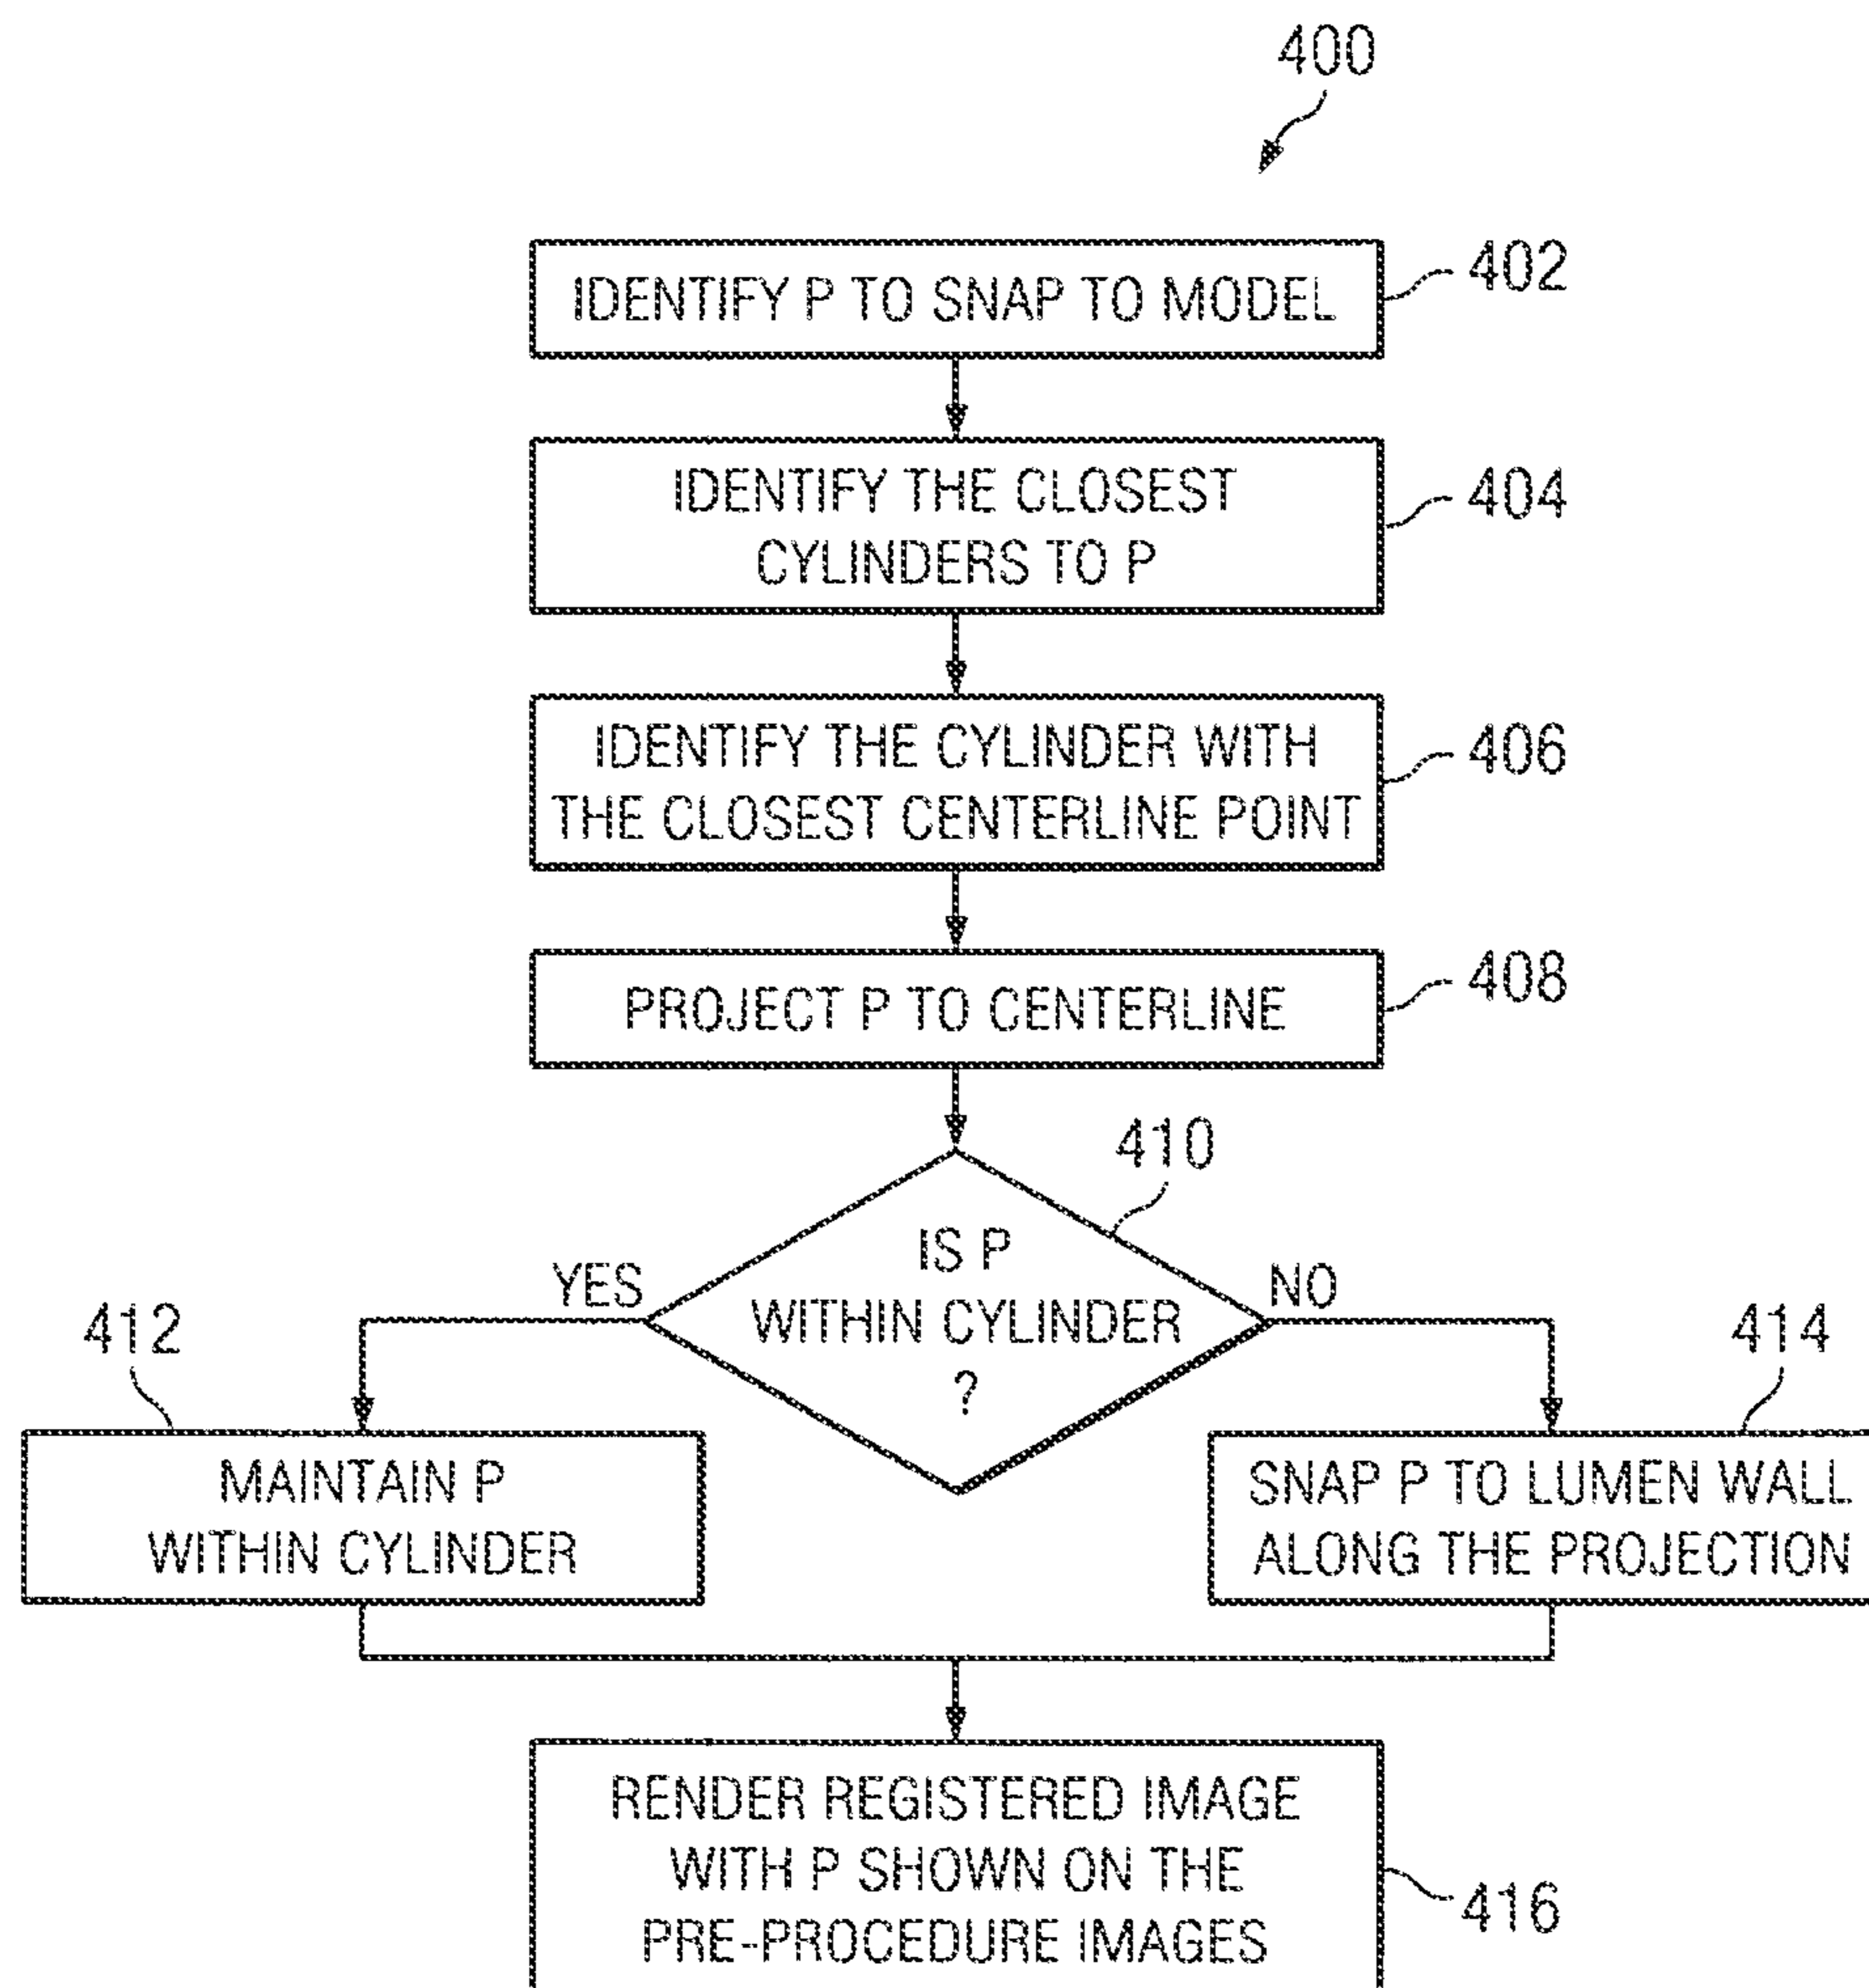 400
IDENTIFY P TO SNAP TO MODEL
402
IDENTIFY THE CLOSEST
CYLINDERS TO P
404
IDENTIFY THE CYLINDER WITH
THE CLOSEST CENTERLINE POINT
406
PROJECT P TO CENTERLINE
408
410
IS P
WITHIN CYLINDER
?
YES
NO
412
MAINTAIN P
WITHIN CYLINDER
414
SNAP P TO LUMEN WALL
ALONG THE PROJECTION
RENDER REGISTERED IMAGE
WITH P SHOWN ON THE
PRE-PROCEDURE IMAGES
416